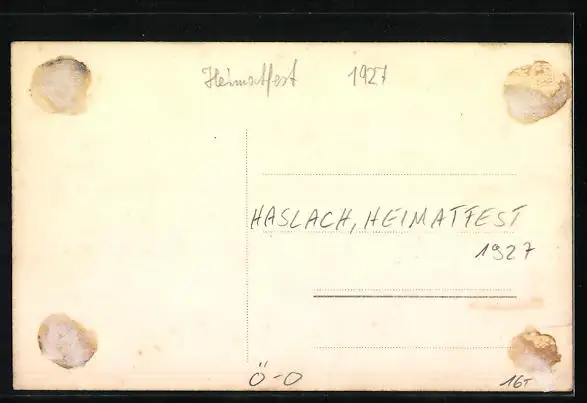 Heimatfest 1927
HASLACH, HEIMATFEST
1927
Ö-O
16T